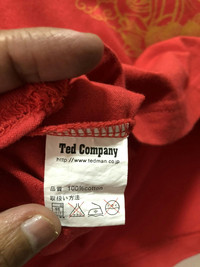 Ted Company
http://www.tedman.co.jp
品質 100%cotton
取扱い方法